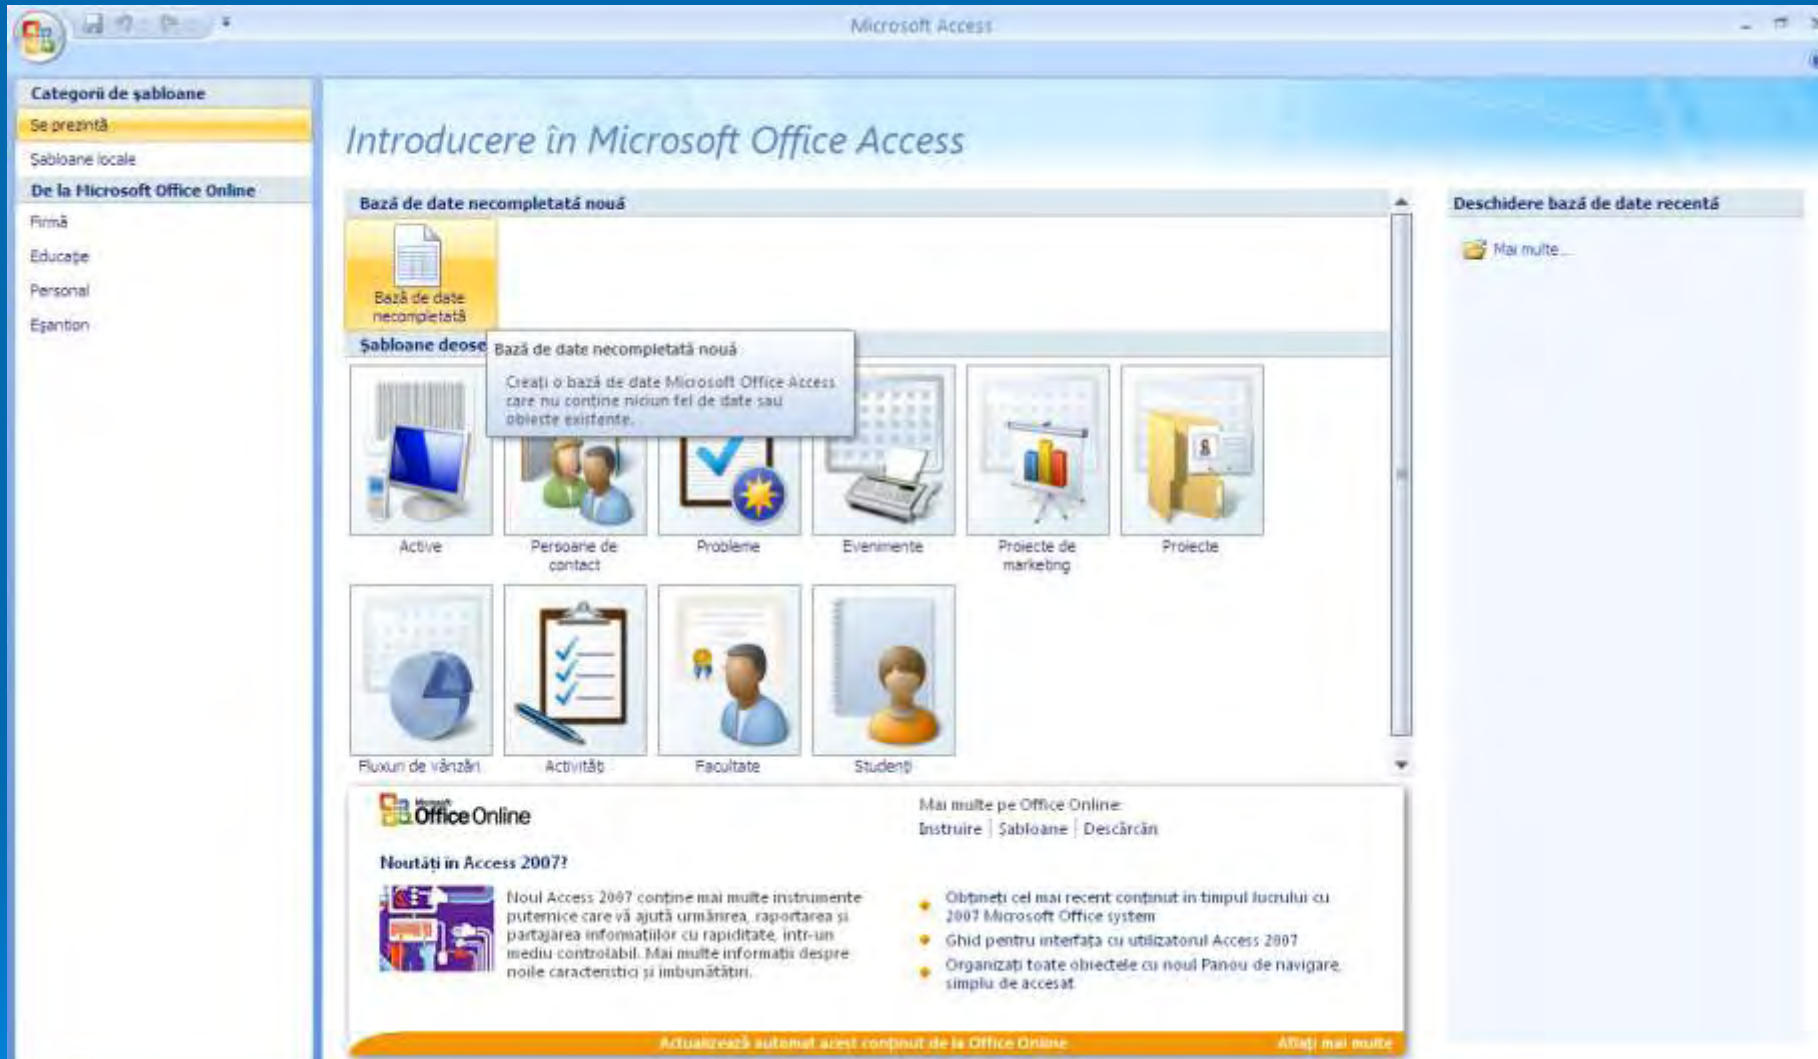 Microsoft Access
Categorii de șabloane
Se prezintă
Șabloane locale
De la Microsoft Office Online
Firmă
Educație
Personal
Eșantion
Introducere în Microsoft Office Access
Bază de date necompletată nouă
Bază de date
necompletată
Șabloane deose
Bază de date necompletată nouă
Creați o bază de date Microsoft Office Access
care nu conține niciun fel de date sau
obiecte existente.
Active
Persoane de
contact
Probleme
Evenimente
Proiecte de
marketing
Proiecte
Fluxuri de vânzări
Activități
Facultate
Studenți
Deschidere bază de date recentă
Mai multe...
Microsoft
Office Online
Mai multe pe Office Online:
Instruire | Șabloane | Descărcări
Noutăți în Access 2007?
Noul Access 2007 conține mai multe instrumente
puternice care vă ajută urmărirea, raportarea și
partajarea informațiilor cu rapiditate, într-un
mediu controlabil. Mai multe informații despre
noile caracteristici și îmbunătățiri.
Obțineți cel mai recent conținut în timpul lucrului cu
2007 Microsoft Office system
Ghid pentru interfața cu utilizatorul Access 2007
Organizați toate obiectele cu noul Panou de navigare,
simplu de accesat
Actualizează automat acest conținut de la Office Online
Aflați mai multe